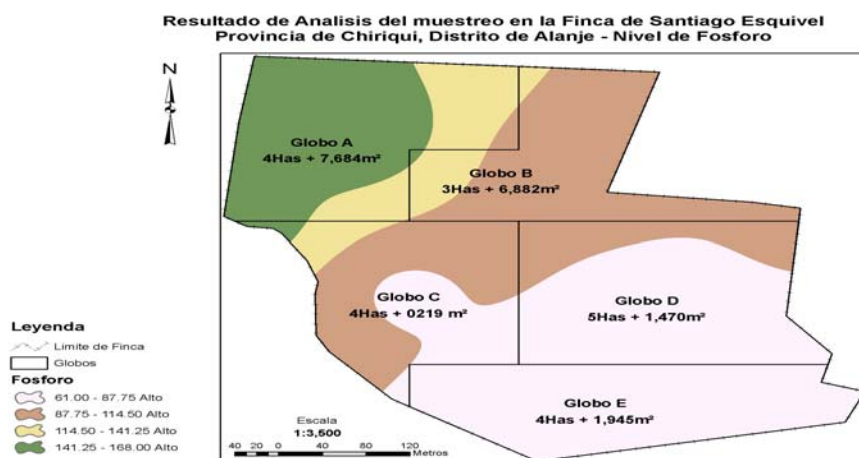 Resultado de Analisis del muestreo en la Finca de Santiago Esquivel
Provincia de Chiriqui, Distrito de Alanje - Nivel de Fosforo
N
Globo A
4Has + 7,684m²
Globo B
3Has + 6,882m²
Globo C
4Has + 0219 m²
Globo D
5Has + 1,470m²
Globo E
4Has + 1,945m²
Leyenda
Limite de Finca
Globos
Fosforo
61.00 - 87.75 Alto
87.75 - 114.50 Alto
114.50 - 141.25 Alto
141.25 - 168.00 Alto
Escala
1:3,500
40 20 0 40 80 120
Metros